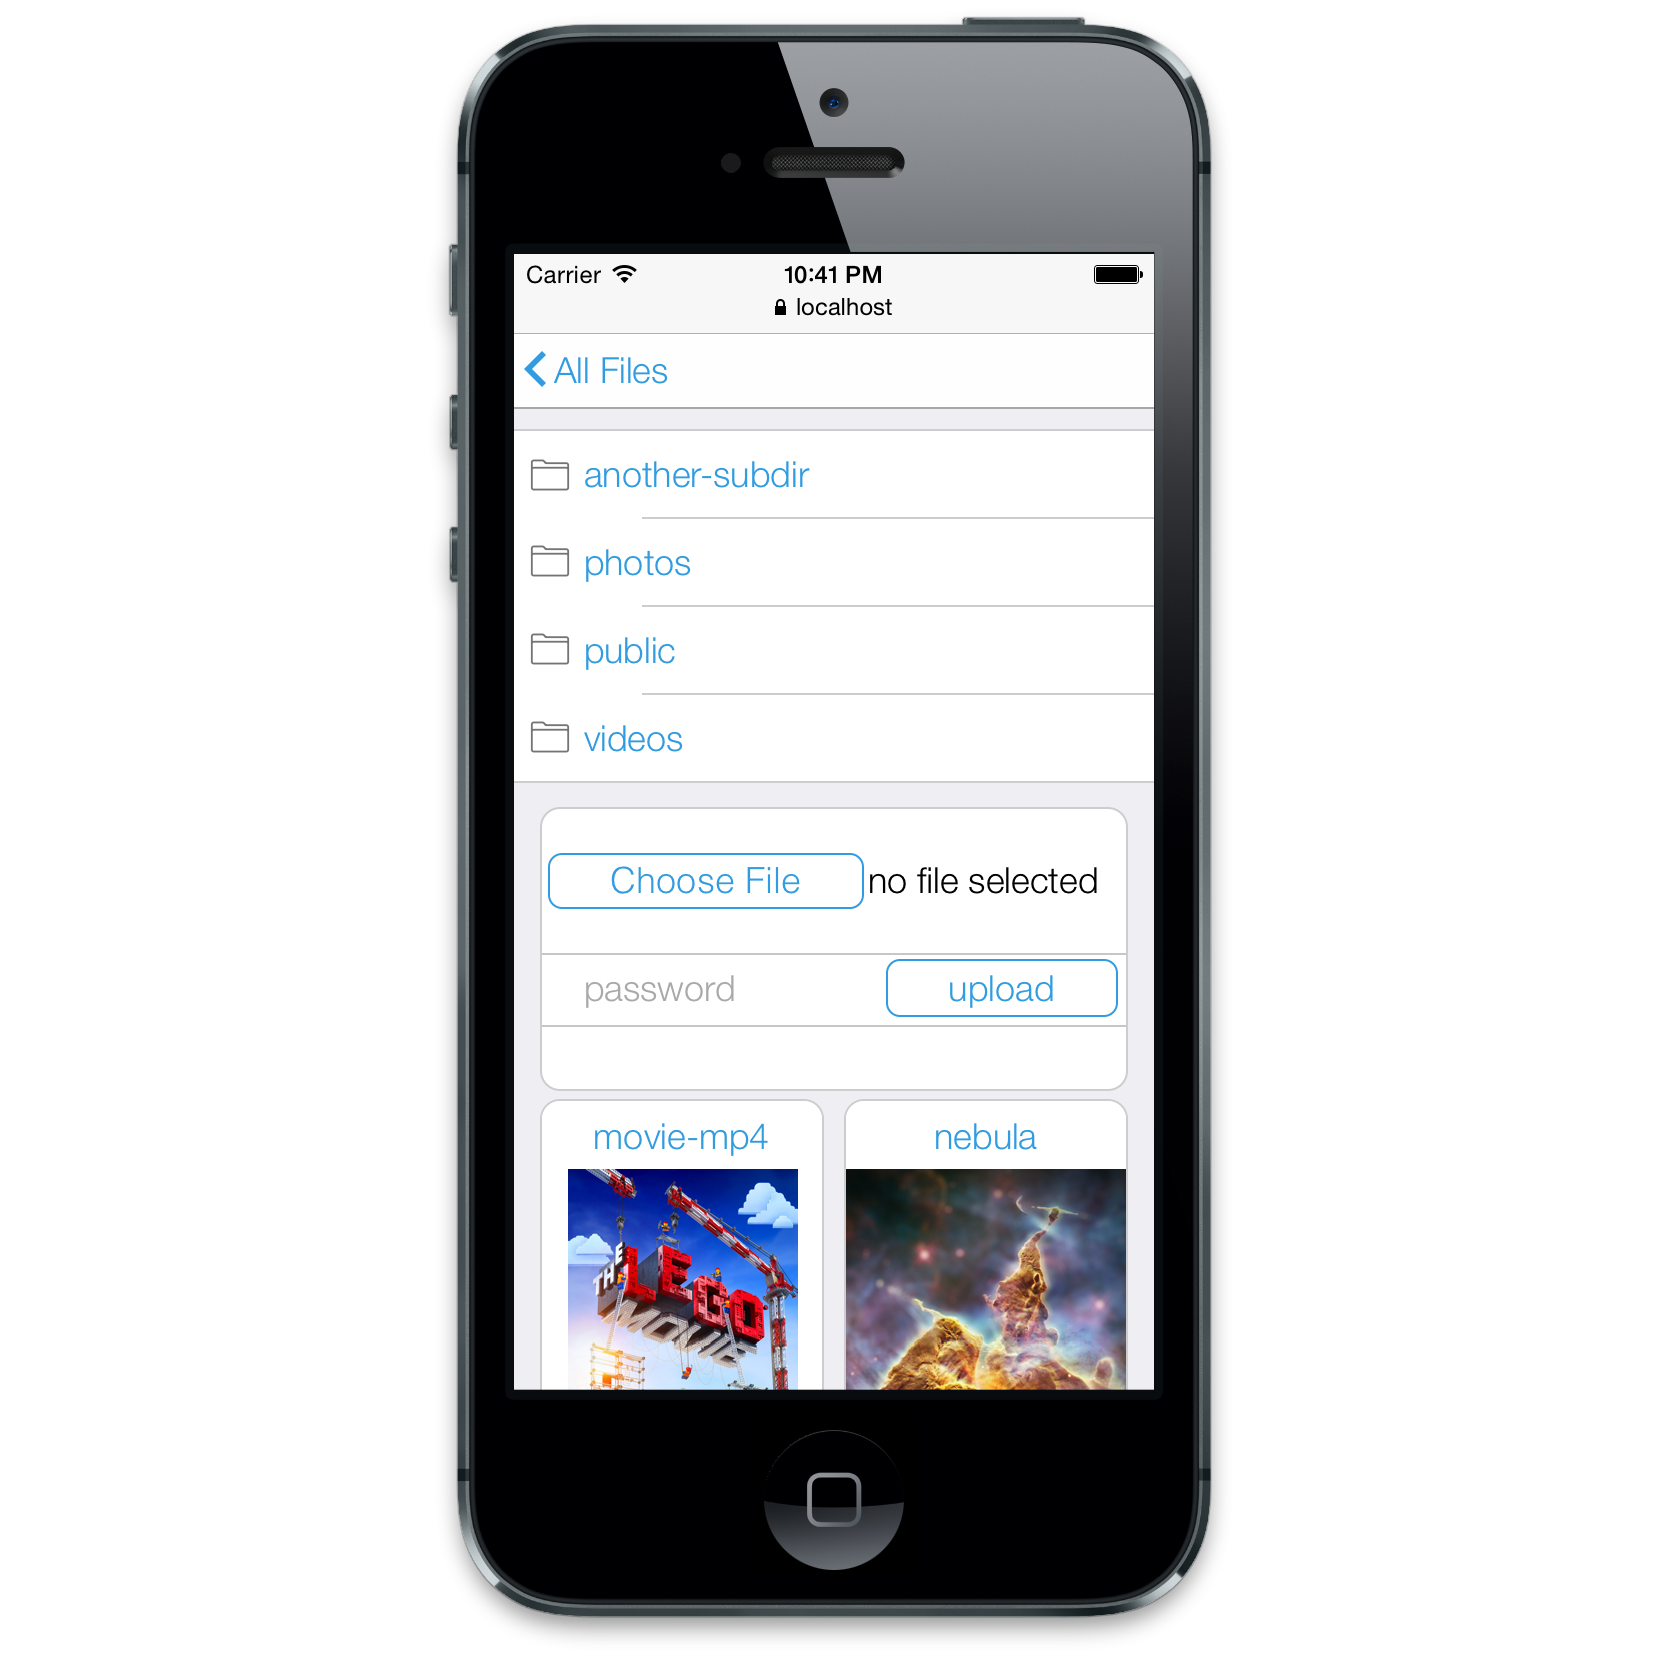 Carrier 10:41 PM
localhost
All Files
another-subdir
photos
public
videos
Choose File no file selected
password upload
movie-mp4 nebula
THE
LEGO
MOVIE